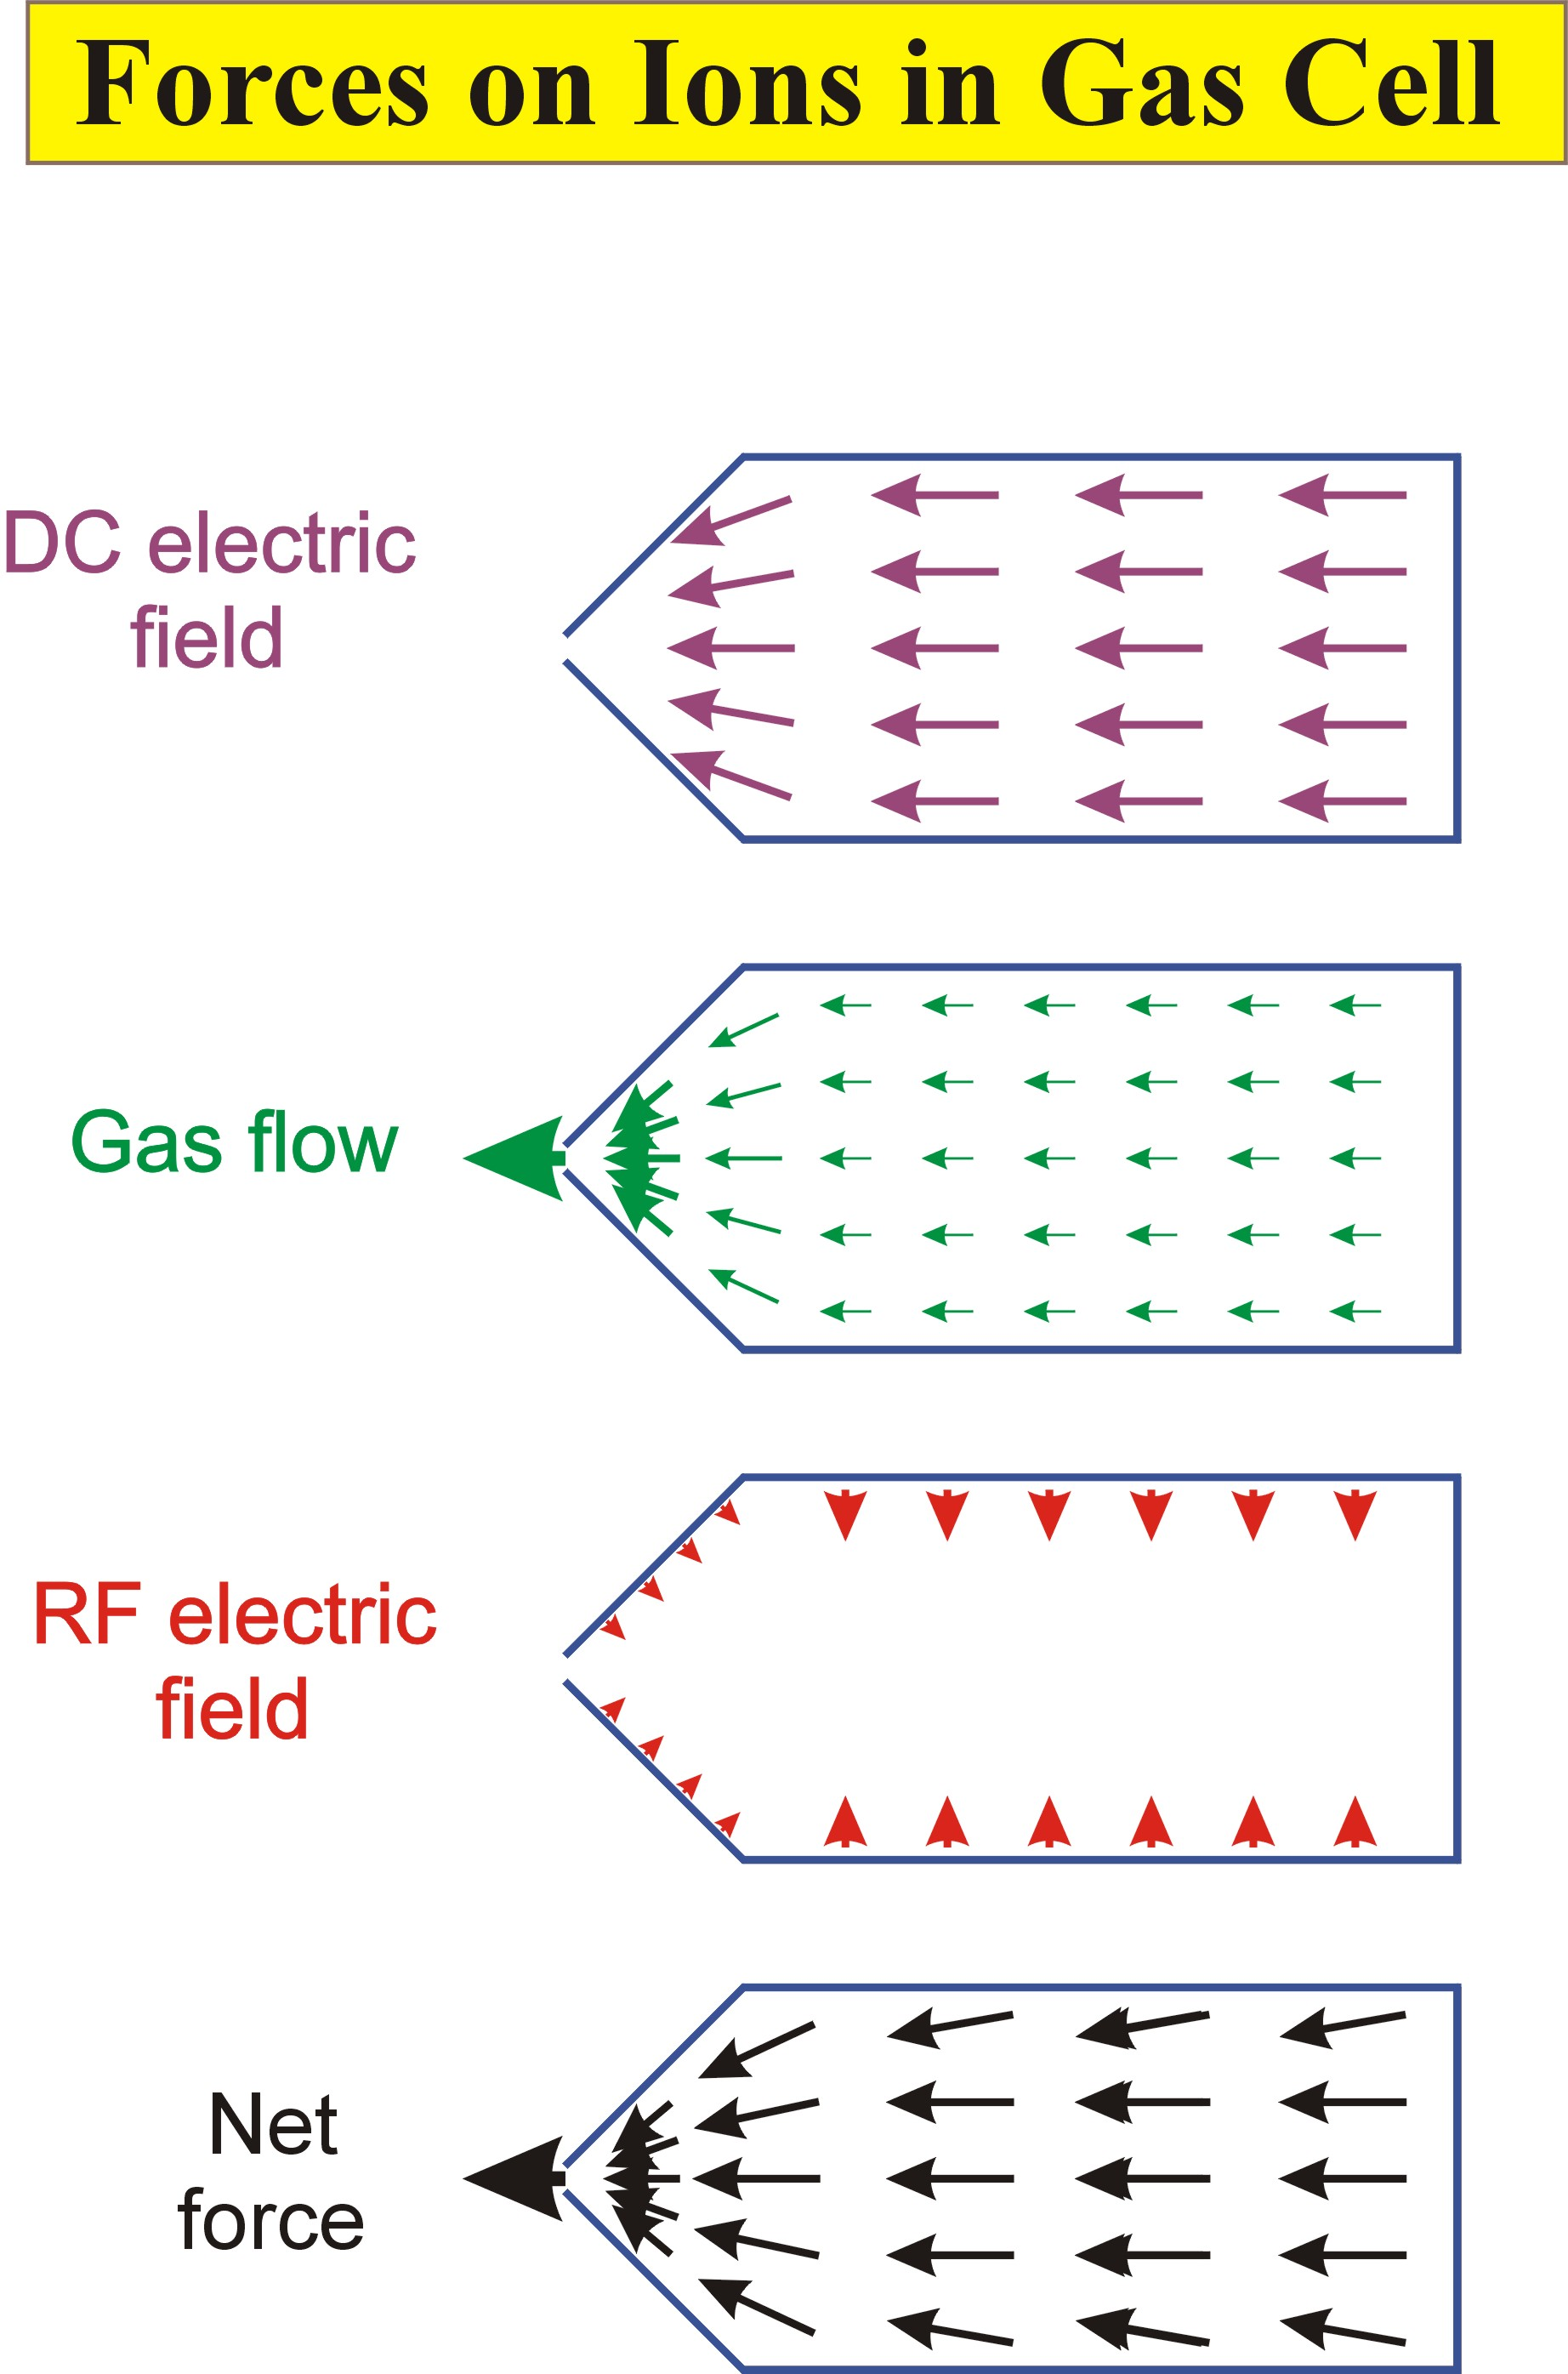 Forces on Ions in Gas Cell
DC electric
field
Gas flow
RF electric
field
Net
force